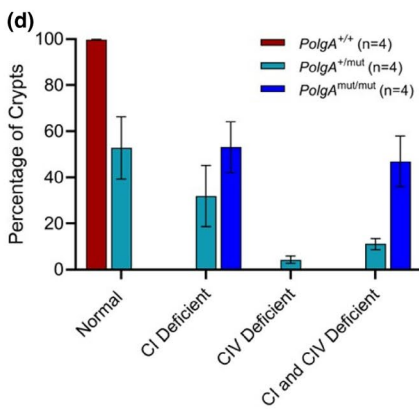 (d)
PolgA+/+ (n=4)
PolgA+/mut (n=4)
PolgAmut/mut (n=4)
Percentage of Crypts
100
80
60
40
20
0
Normal
CI Deficient
CIV Deficient
CI and CIV Deficient